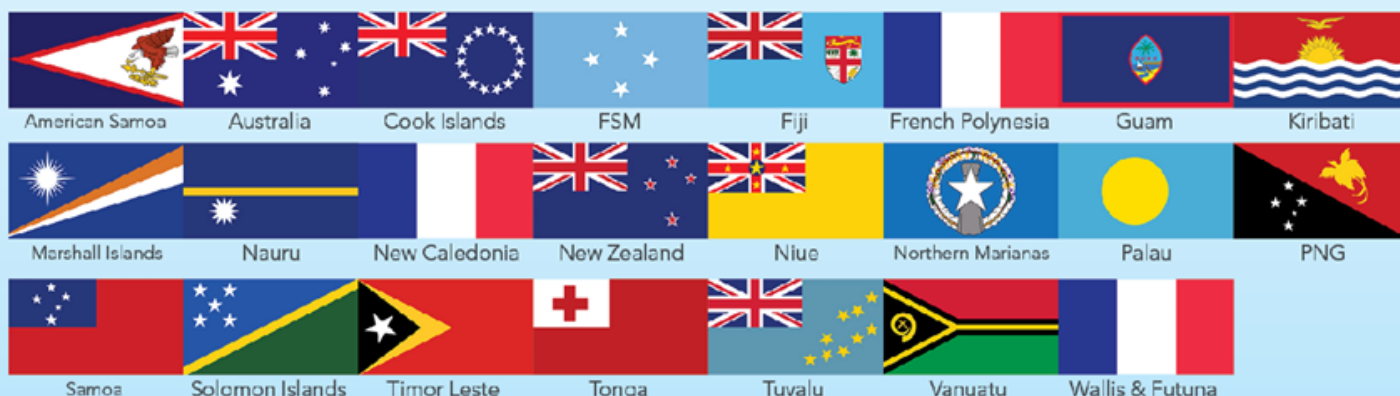 American Samoa Australia Cook Islands FSM Fiji French Polynesia Guam Kiribati
Marshall Islands Nauru New Caledonia New Zealand Niue Northern Marianas Palau PNG
Samoa Solomon Islands Timor Leste Tonga Tuvalu Vanuatu Wallis & Futuna